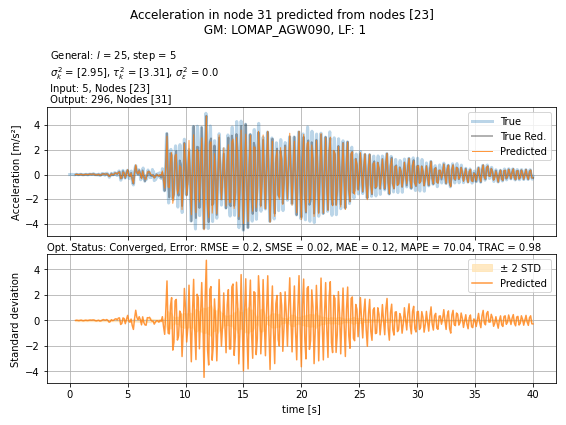 Acceleration in node 31 predicted from nodes [23]
GM: LOMAP_AGW090, LF: 1
General: l = 25, step = 5
σ²ₖ = [2.95], τ²ₖ = [3.31], σ²ε = 0.0
Input: 5, Nodes [23]
Output: 296, Nodes [31]
Acceleration [m/s²]
4
2
0
−2
−4
True
True Red.
Predicted
Opt. Status: Converged, Error: RMSE = 0.2, SMSE = 0.02, MAE = 0.12, MAPE = 70.04, TRAC = 0.98
Standard deviation
4
2
0
−2
−4
± 2 STD
Predicted
0 5 10 15 20 25 30 35 40
time [s]